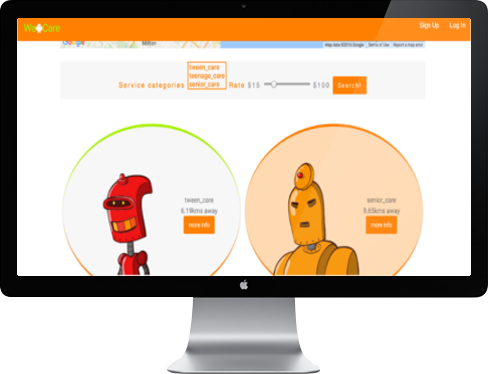 We Care
Sign Up Log In
Google
Milton
Map data ©2014 Google Terms of Use Report a map error
tween_care
teenage_care
senior_care
Service categories Rate $15 $100 Search!
tween_care
6.19kms away
more info
senior_care
9.65kms away
more info